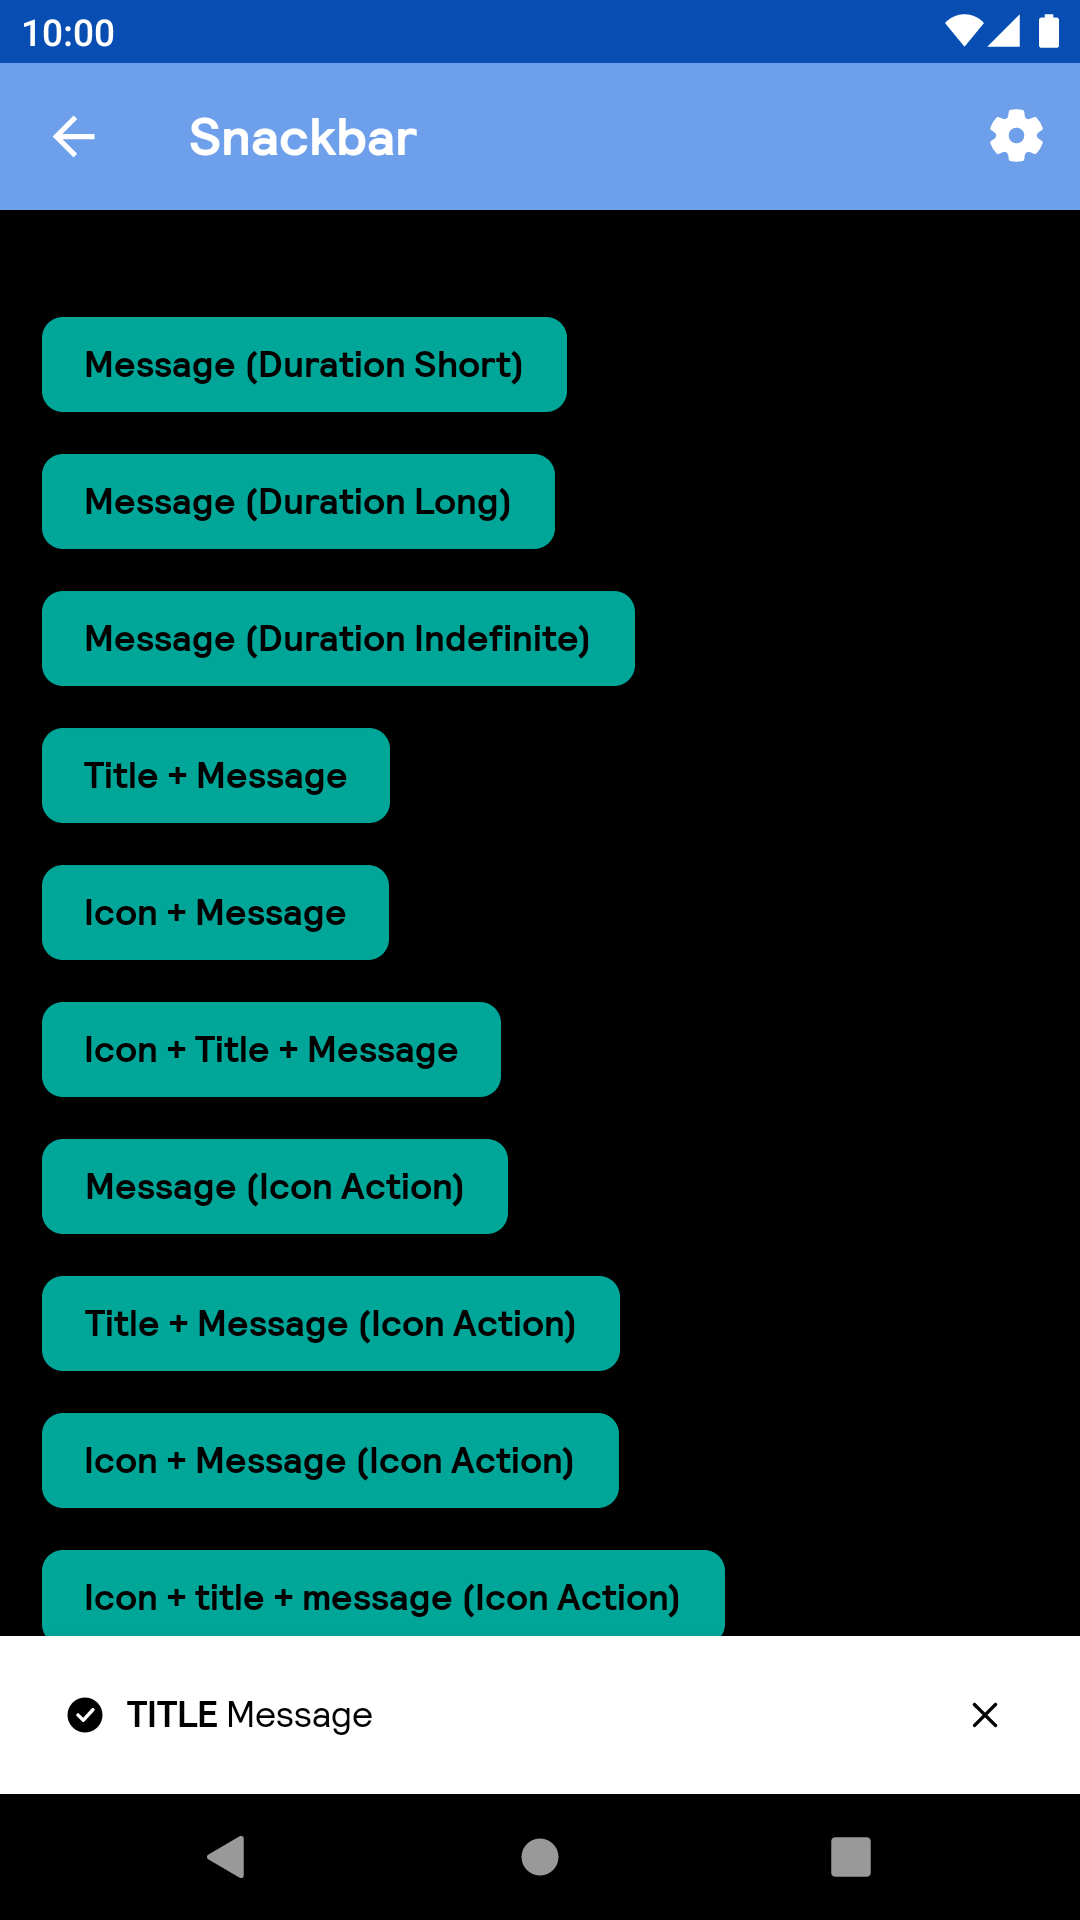 10:00
Snackbar
Message (Duration Short)
Message (Duration Long)
Message (Duration Indefinite)
Title + Message
Icon + Message
Icon + Title + Message
Message (Icon Action)
Title + Message (Icon Action)
Icon + Message (Icon Action)
Icon + title + message (Icon Action)
TITLE Message